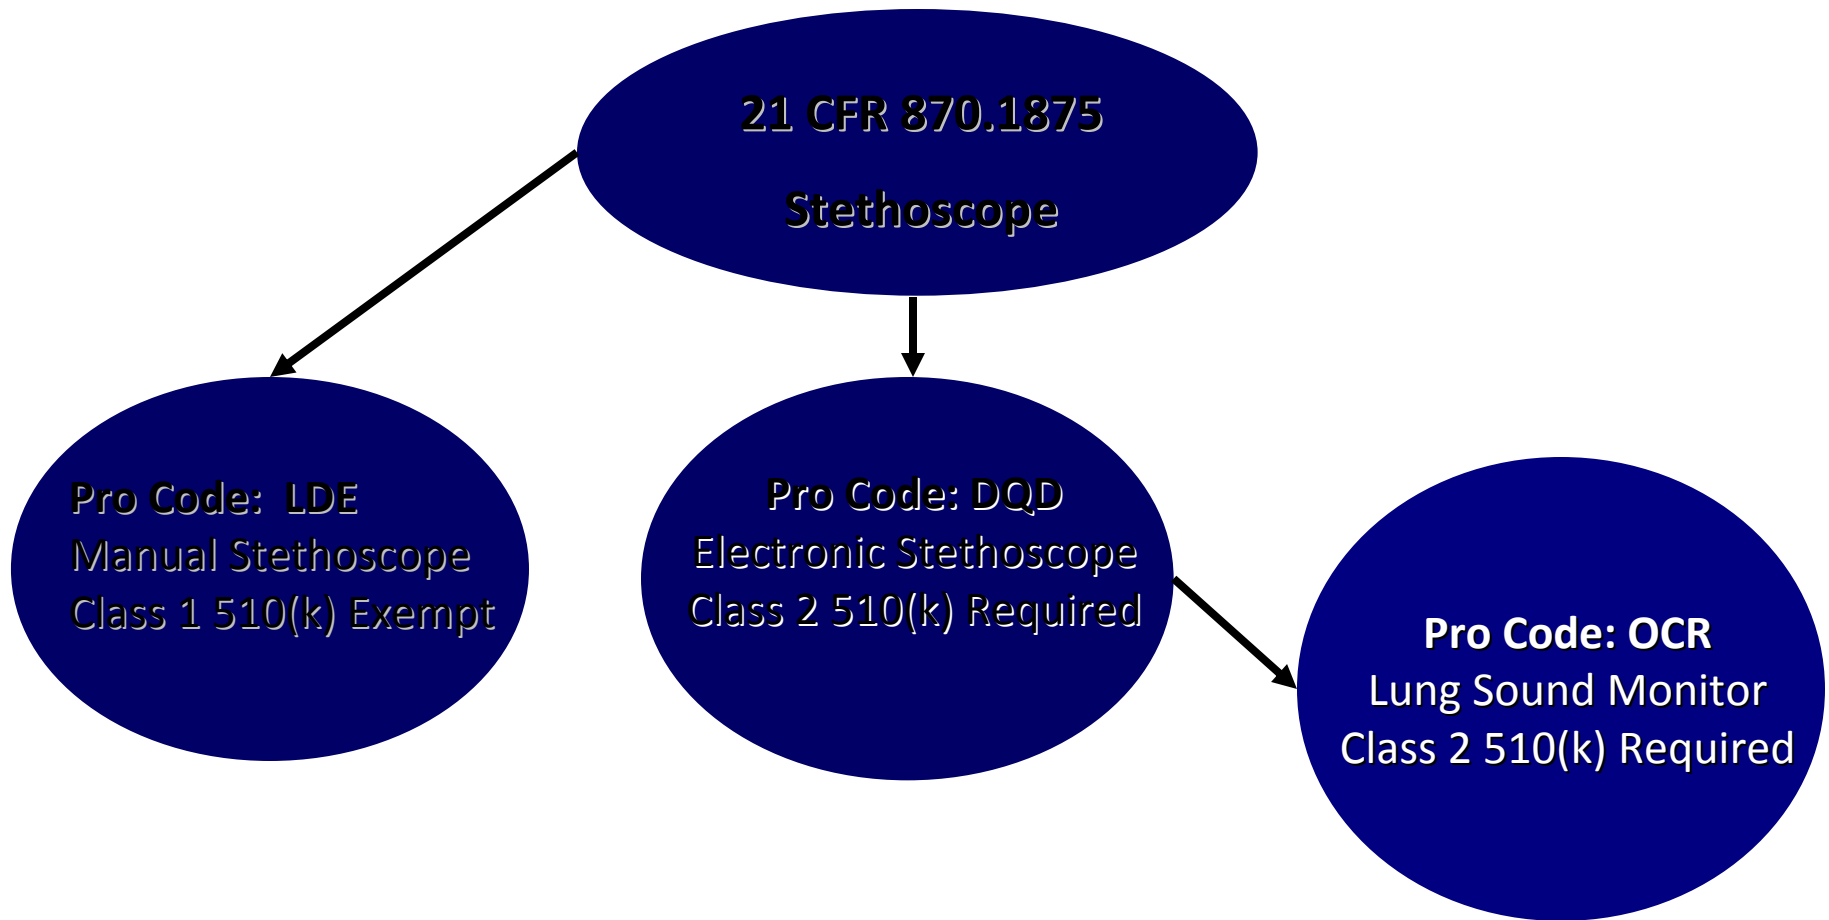 21 CFR 870.1875
Stethoscope
Pro Code:  LDE
Manual Stethoscope
Class 1 510(k) Exempt
Pro Code: DQD
Electronic Stethoscope
Class 2 510(k) Required
Pro Code: OCR
Lung Sound Monitor
Class 2 510(k) Required